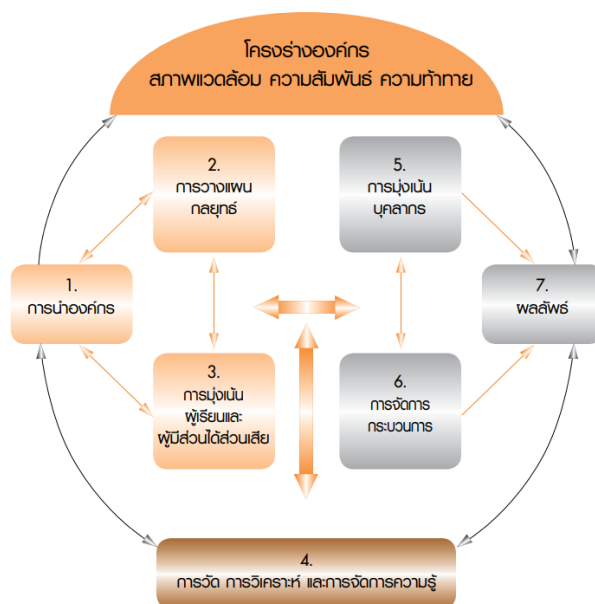 โครงร่างองค์กร
สภาพแวดล้อม ความสัมพันธ์ ความท้าทาย
2.
การวางแผน
กลยุทธ์
5.
การมุ่งเน้น
บุคลากร
1.
การนำองค์กร
7.
ผลลัพธ์
3.
การมุ่งเน้น
ผู้เรียนและ
ผู้มีส่วนได้ส่วนเสีย
6.
การจัดการ
กระบวนการ
4.
การวัด การวิเคราะห์ และการจัดการความรู้